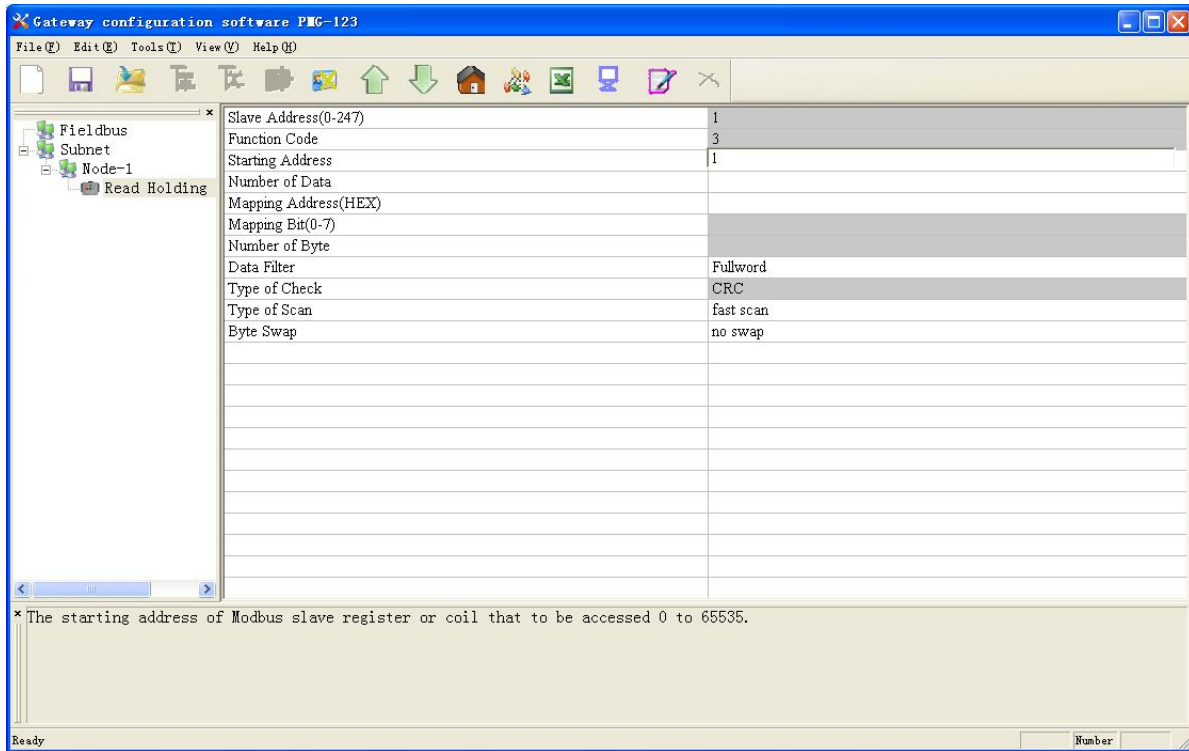 Gateway configuration software PMG-123
File(F) Edit(E) Tools(T) View(V) Help(H)
Fieldbus
Subnet
Node-1
Read Holding
Slave Address(0-247) 1
Function Code 3
Starting Address 1
Number of Data
Mapping Address(HEX)
Mapping Bit(0-7)
Number of Byte
Data Filter Fullword
Type of Check CRC
Type of Scan fast scan
Byte Swap no swap
The starting address of Modbus slave register or coil that to be accessed 0 to 65535.
Ready Number